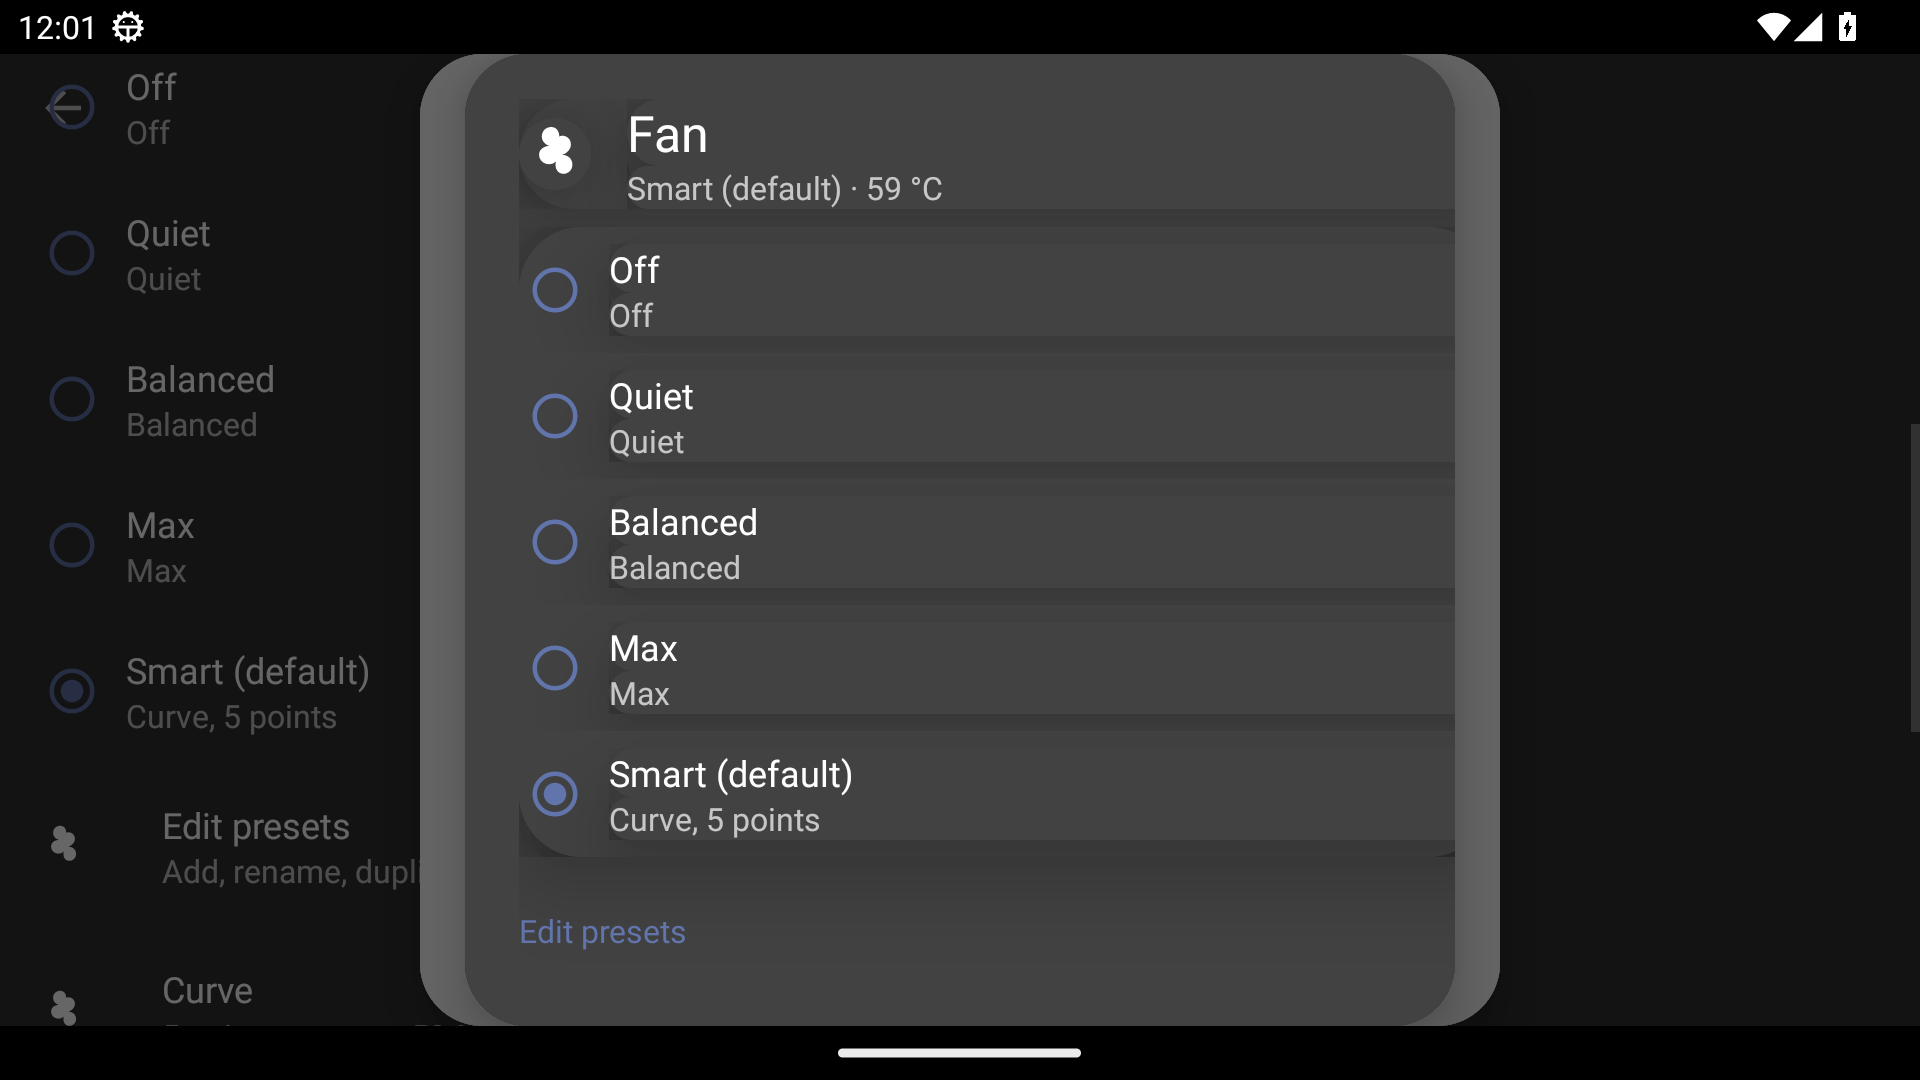 12:01
Off
Off
Quiet
Quiet
Balanced
Balanced
Max
Max
Smart (default)
Curve, 5 points
Edit presets
Add, rename, dupli
Curve
Fan
Smart (default) · 59 °C
Off
Off
Quiet
Quiet
Balanced
Balanced
Max
Max
Smart (default)
Curve, 5 points
Edit presets